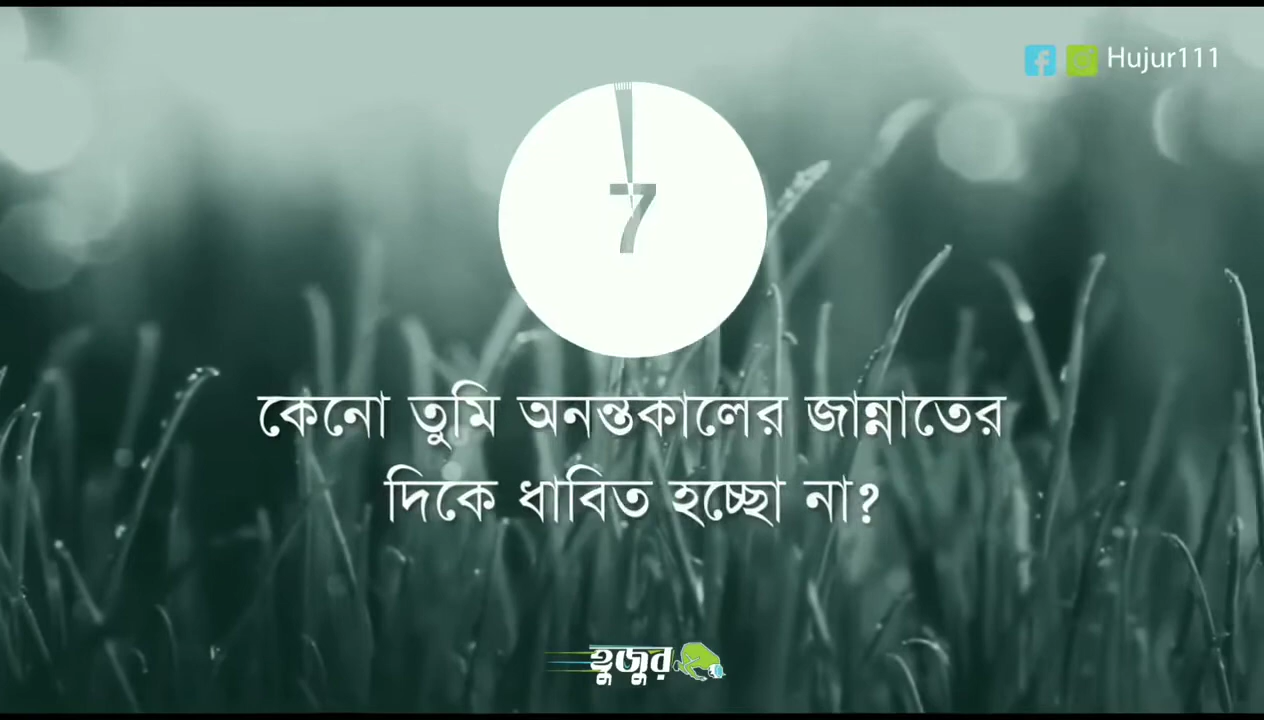 Hujur111
7
কেনো তুমি অনন্তকালের জান্নাতের
দিকে ধাবিত হচ্ছো না?
হুজুর